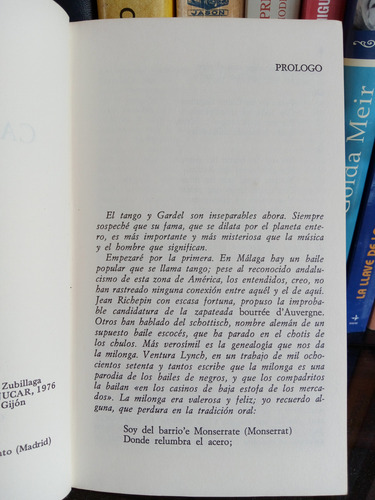 JASON
PROLOGO
El tango y Gardel son inseparables ahora. Siempre
sospeché que su fama, que se dilata por el planeta ente-
ro, es más importante y más misteriosa que la música
y el hombre que significan.
Empezaré por la primera. En Málaga hay un baile
popular que se llama tango; pese al reconocido andalucis-
mo de esta zona de América, los entendidos, creo, no
han rastreado ninguna conexión entre aquél y el de aquí.
Jean Richepin con escasa fortuna, propuso la improba-
ble candidatura de la zapateada bourrée d'Auvergne.
Otros han hablado del schottisch, nombre alemán de un
supuesto baile escocés, que ha parado en el chotis de
los chulos. Más verosímil es la genealogía que nos da
la milonga. Ventura Lynch, en un trabajo de mil ocho-
cientos setenta y tantos escribe que la milonga es una
parodia de los bailes de negros, y que los compadritos
la bailan «en los casinos de baja estofa de los merca-
dos». La milonga era valerosa y feliz; yo recuerdo al-
guna, que perdura en la tradición oral:
Soy del barrio'e Monserrate (Monserrat)
Donde relumbra el acero;
Zubillaga
JUCAR, 1976
Gijón
to (Madrid)
Golda Meir
LA LLAVE DE